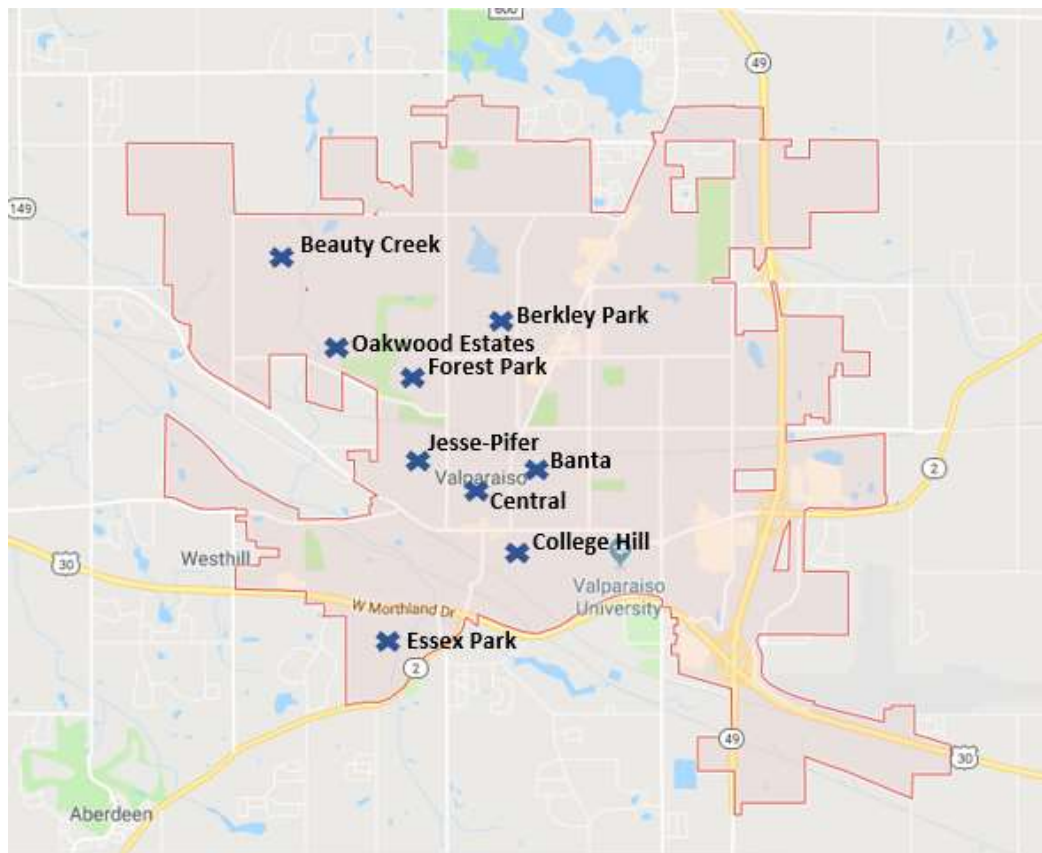 600
49
149
Beauty Creek
Berkley Park
Oakwood Estates
Forest Park
Jesse-Pifer
Banta
Valparaiso
Central
2
College Hill
30
Westhill
Valparaiso
University
W Morthland Dr
Essex Park
2
49
30
Aberdeen